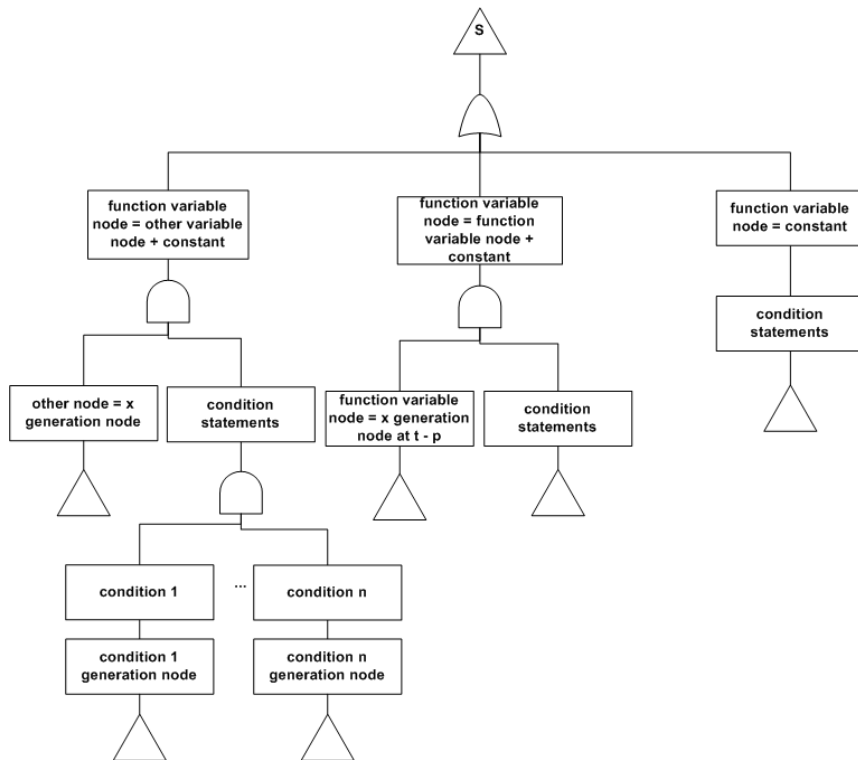 S
function variable
node = other variable
node + constant
function variable
node = function
variable node +
constant
function variable
node = constant
condition
statements
other node = x
generation node
condition
statements
function variable
node = x generation
node at t - p
condition
statements
condition 1
...
condition n
condition 1
generation node
condition n
generation node